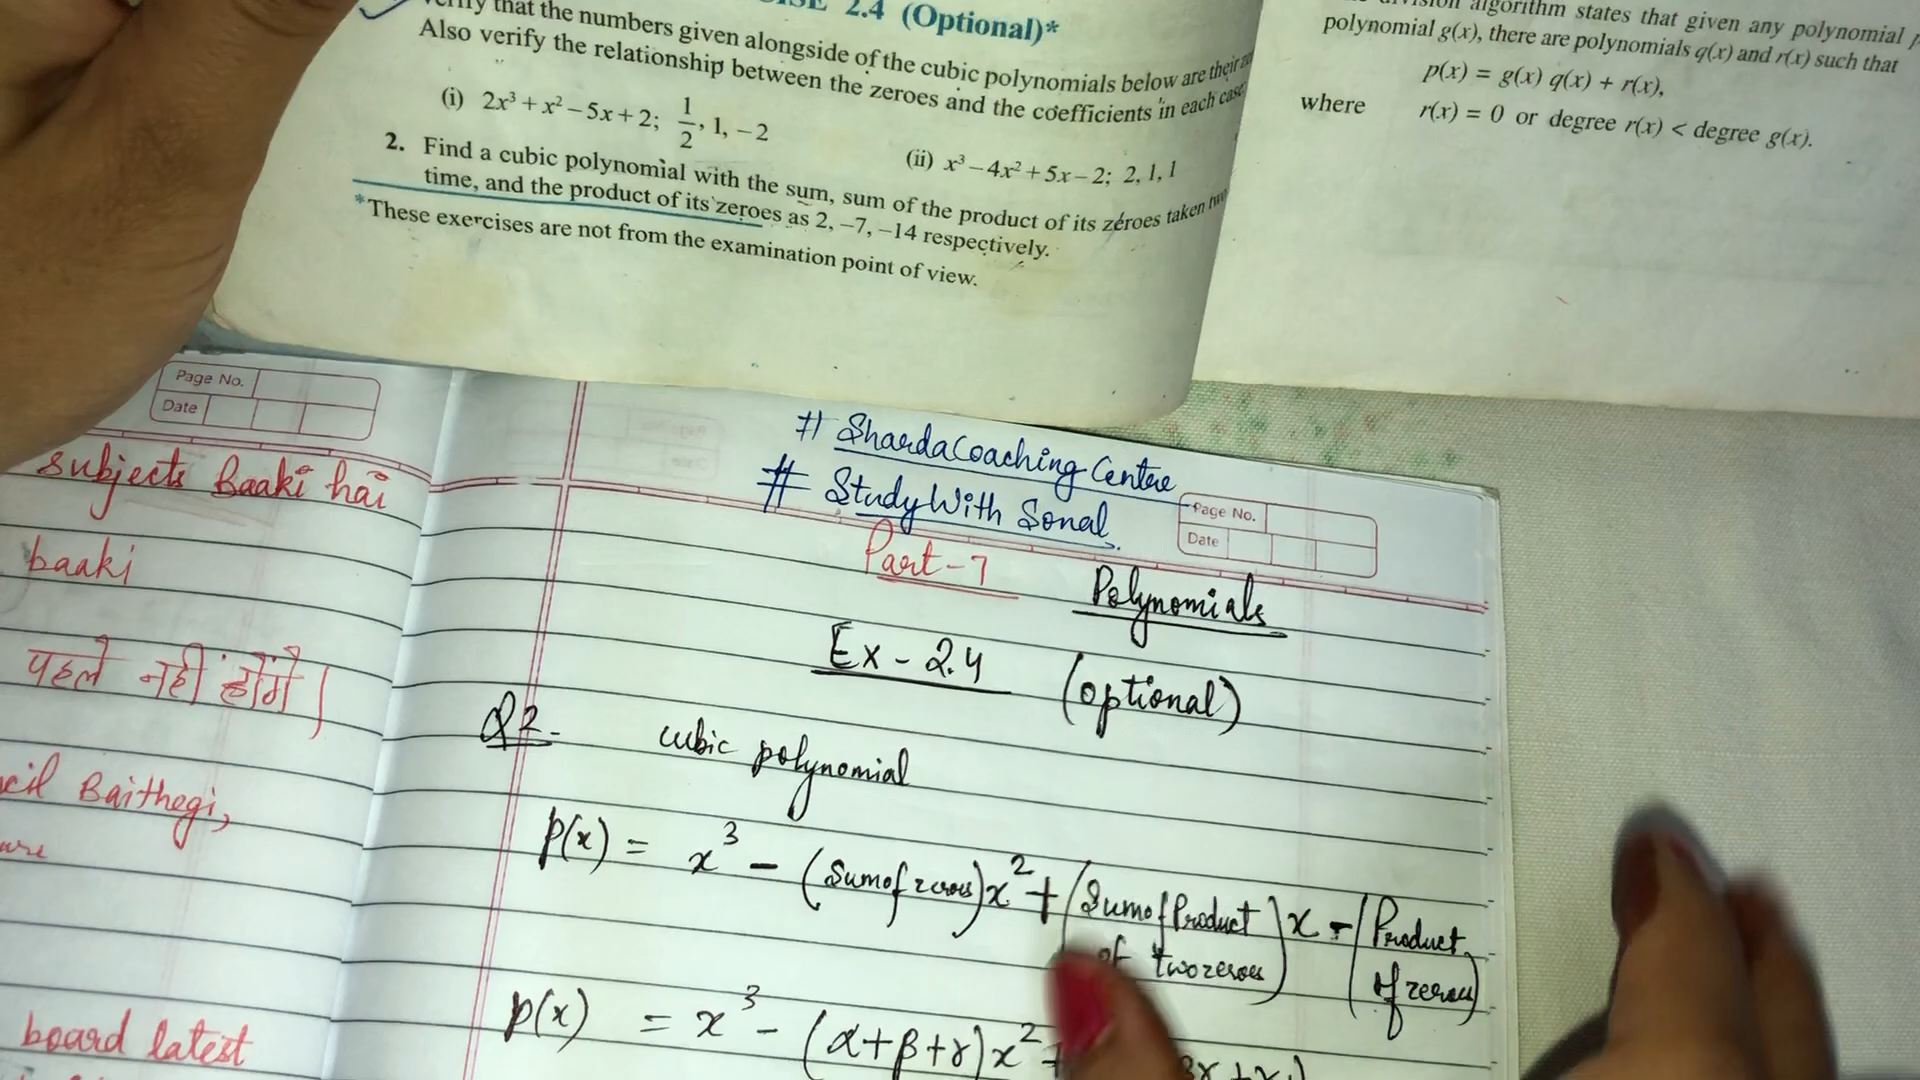 2.4 (Optional)*
that the numbers given alongside of the cubic polynomials below are their
Also verify the relationship between the zeroes and the coefficients in each case
(i) 2x³ + x² – 5x + 2; 1/2, 1, –2
(ii) x³ – 4x² + 5x – 2; 2, 1, 1
2. Find a cubic polynomial with the sum, sum of the product of its zeroes taken two
time, and the product of its zeroes as 2, –7, –14 respectively.
*These exercises are not from the examination point of view.
algorithm states that given any polynomial
polynomial g(x), there are polynomials q(x) and r(x) such that
p(x) = g(x) q(x) + r(x),
where r(x) = 0 or degree r(x) < degree g(x).
Page No.
Date
subjects Baaki hai
baaki
पहले नही होंगे |
Baithegi,
board latest
# ShardaCoaching Centre
# StudyWith Sonal.
Page No.
Date
Part-7
Polynomials
Ex - 2.4 (optional)
Q2- cubic polynomial
p(x) = x³ - (Sum of zeroes)x² + (Sum of Product of two zeroes)x - (Product of zeroes)
p(x) = x³ - (α+β+γ)x² +